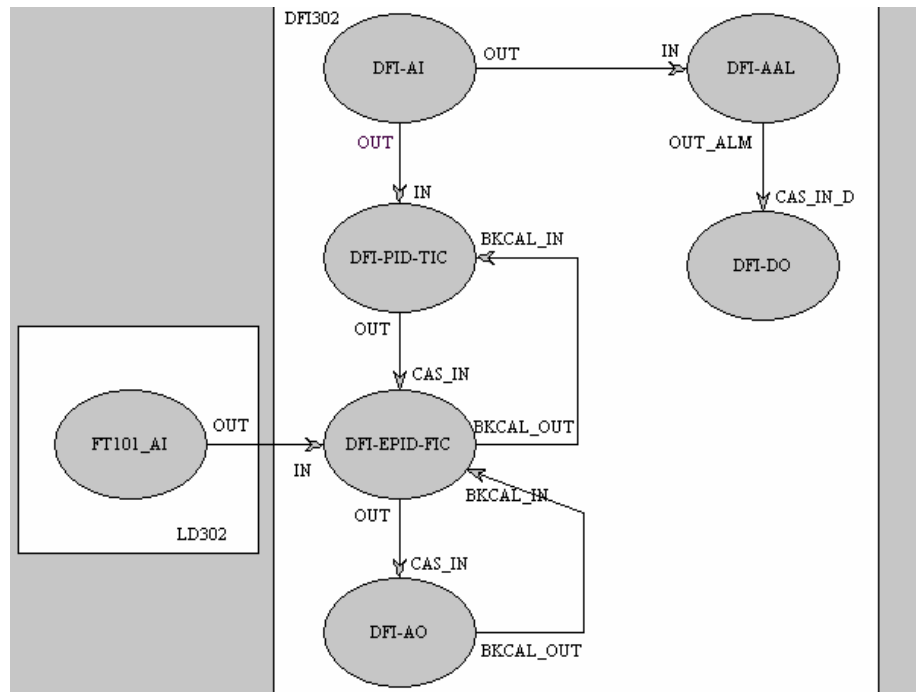 DFI302
DFI-AI
OUT
IN
DFI-AAL
OUT
IN
OUT_ALM
CAS_IN_D
DFI-PID-TIC
BKCAL_IN
DFI-DO
OUT
CAS_IN
FT101_AI
OUT
IN
DFI-EPID-FIC
BKCAL_OUT
BKCAL_IN
OUT
LD302
CAS_IN
DFI-AO
BKCAL_OUT